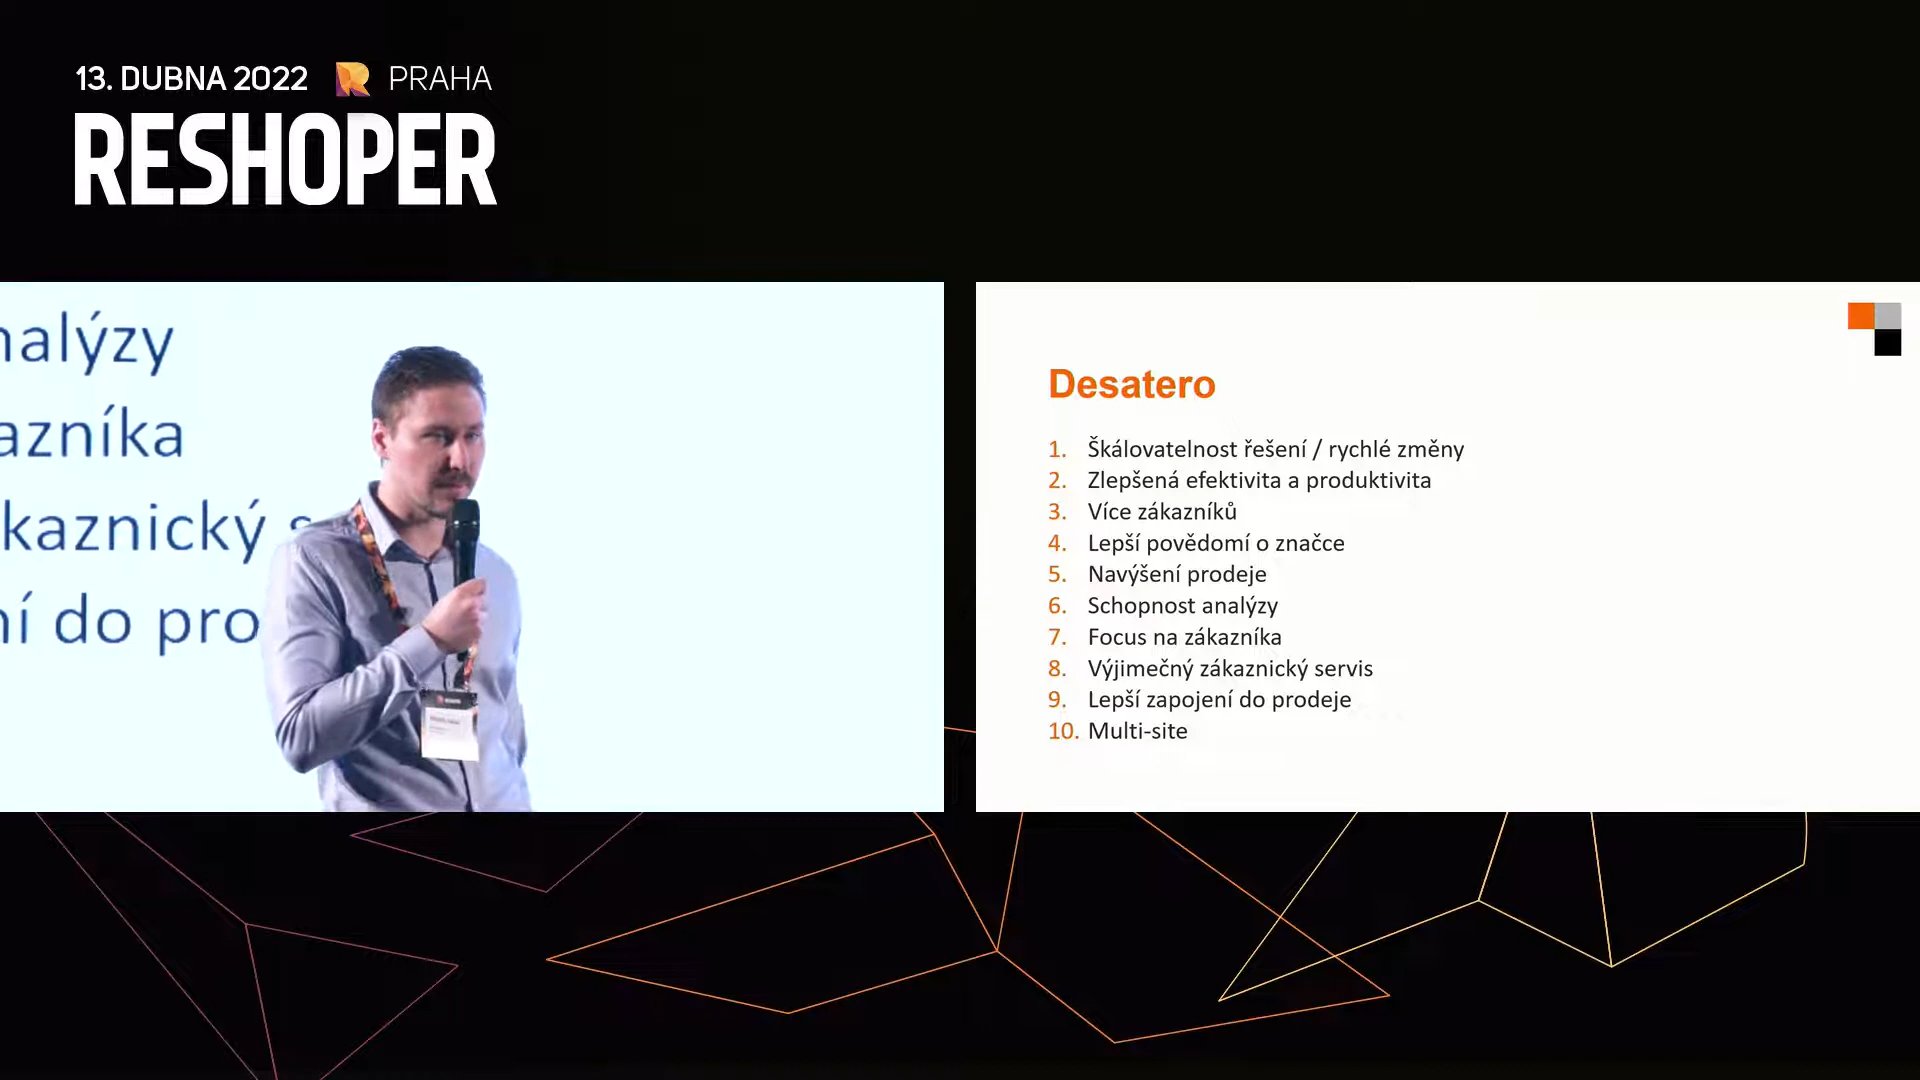 13. DUBNA 2022 PRAHA
RESHOPER
nalýzy
azníka
kaznický s
ní do pro
Desatero
1. Škálovatelnost řešení / rychlé změny
2. Zlepšená efektivita a produktivita
3. Více zákazníků
4. Lepší povědomí o značce
5. Navýšení prodeje
6. Schopnost analýzy
7. Focus na zákazníka
8. Výjimečný zákaznický servis
9. Lepší zapojení do prodeje
10. Multi-site